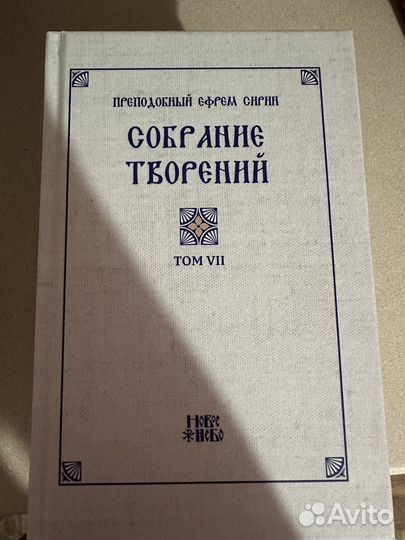 ПРЕПОДОБНЫЙ ЕФРЕМ СИРИН
СОБРАНИЕ
ТВОРЕНИЙ
ТОМ VII
НОВОЕ
НЕБО
Avito